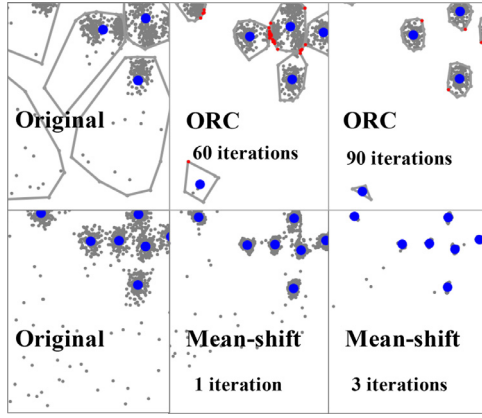 Original
ORC
60 iterations
ORC
90 iterations
Original
Mean-shift
1 iteration
Mean-shift
3 iterations